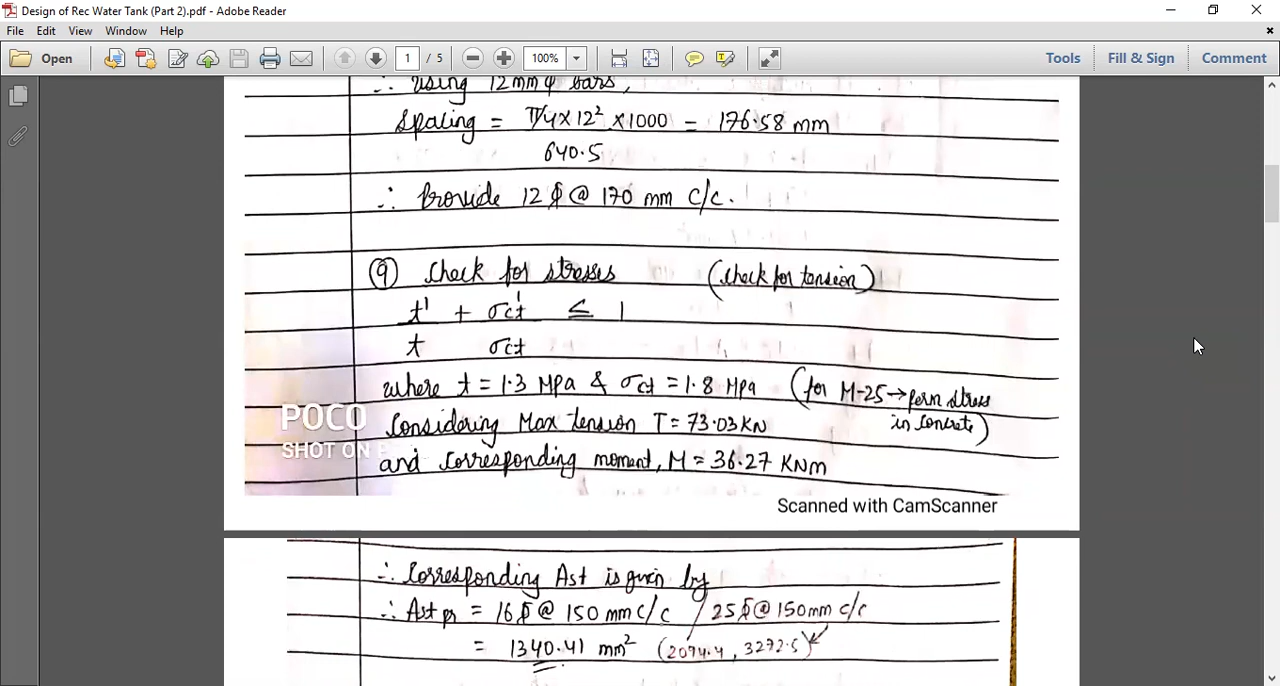 Design of Rec Water Tank (Part 2).pdf - Adobe Reader
File Edit View Window Help
Open 1 / 5 100% Tools Fill & Sign Comment
∴ Using 12mm φ bars,
Spacing = π/4 × 12² × 1000 = 176.58 mm
640.5
∴ Provide 12 φ @ 170 mm c/c.
⑨ Check for stresses (Check for tension)
t' + σct' ≤ 1
t σct
where t = 1.3 MPa & σct = 1.8 MPa (for M-25 → perm stress
in concrete)
Considering Max tension T = 73.03 KN
and corresponding moment, M = 36.27 KNm
POCO
SHOT ON
Scanned with CamScanner
∴ Corresponding Ast is given by
∴ Ast pr = 16 φ @ 150 mm c/c / 25 φ @ 150mm c/c
= 1340.41 mm² (2094.4, 3272.5)